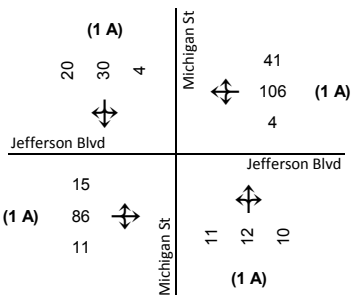 (1 A)
20 30 4
Jefferson Blvd
Michigan St
41
106 (1 A)
4
15
(1 A) 86
11
Michigan St
Jefferson Blvd
11 12 10
(1 A)